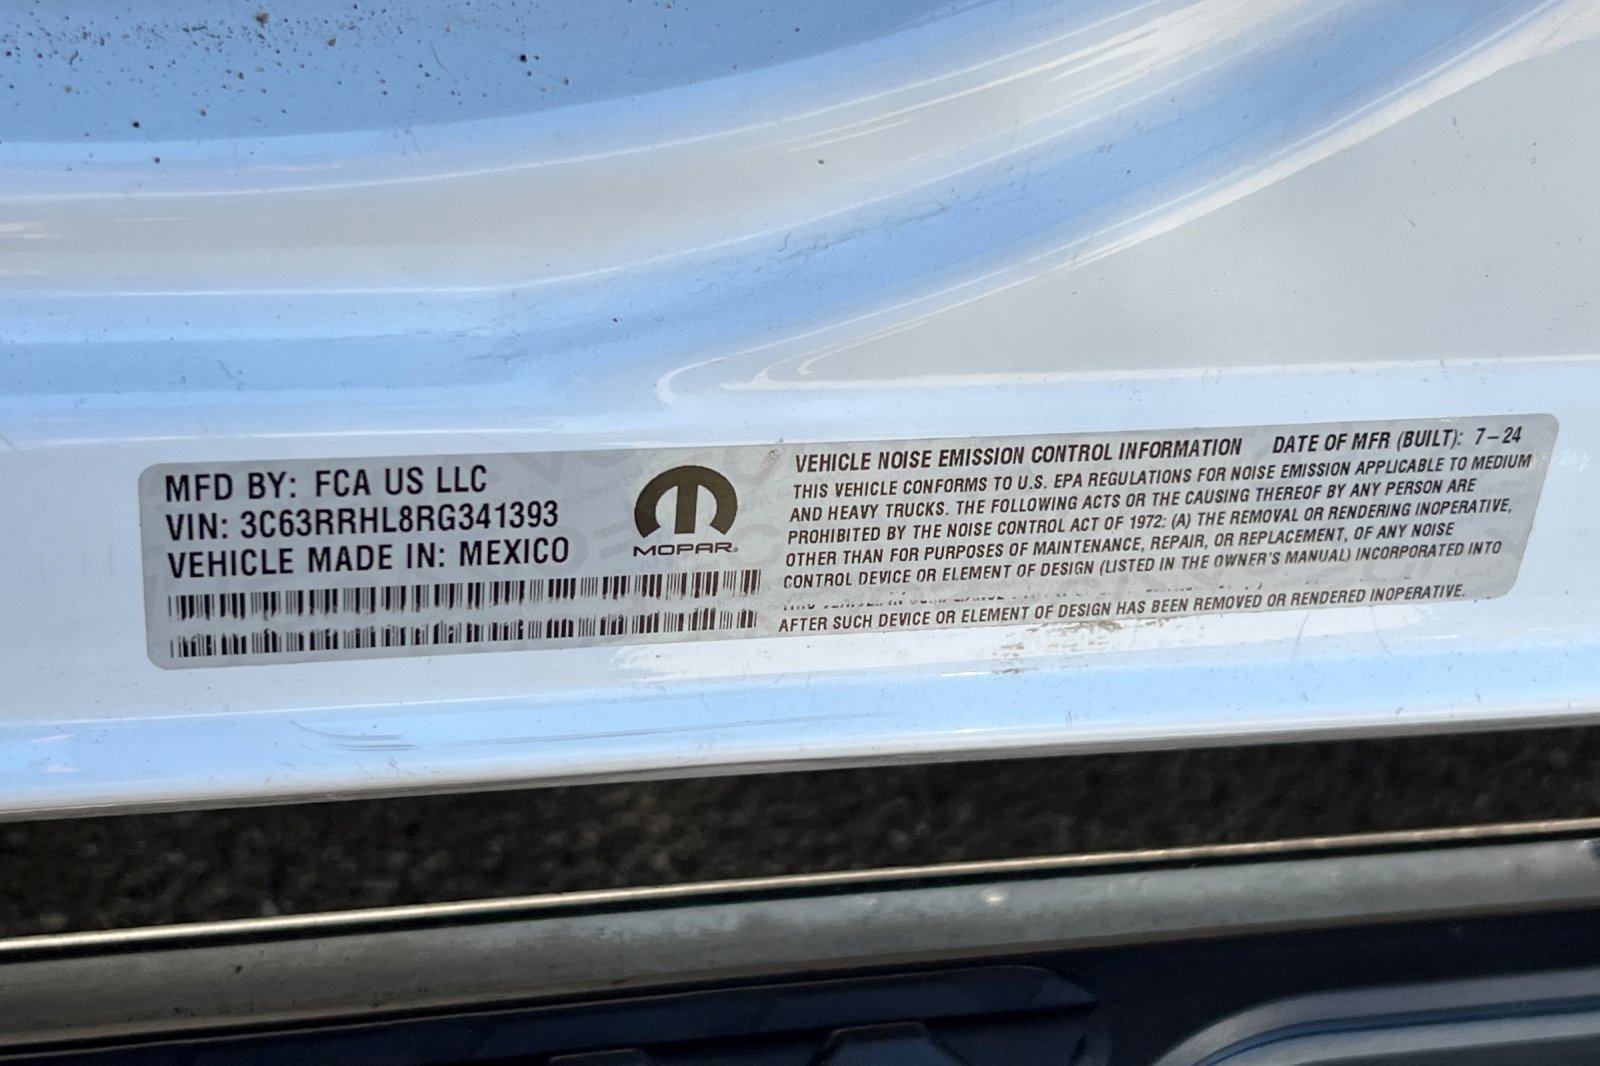 MFD BY: FCA US LLC
VIN: 3C63RRHL8RG341393
VEHICLE MADE IN: MEXICO
MOPAR
VEHICLE NOISE EMISSION CONTROL INFORMATION DATE OF MFR (BUILT): 7-24
THIS VEHICLE CONFORMS TO U.S. EPA REGULATIONS FOR NOISE EMISSION APPLICABLE TO MEDIUM
AND HEAVY TRUCKS. THE FOLLOWING ACTS OR THE CAUSING THEREOF BY ANY PERSON ARE
PROHIBITED BY THE NOISE CONTROL ACT OF 1972: (A) THE REMOVAL OR RENDERING INOPERATIVE,
OTHER THAN FOR PURPOSES OF MAINTENANCE, REPAIR, OR REPLACEMENT, OF ANY NOISE
CONTROL DEVICE OR ELEMENT OF DESIGN (LISTED IN THE OWNER'S MANUAL) INCORPORATED INTO
AFTER SUCH DEVICE OR ELEMENT OF DESIGN HAS BEEN REMOVED OR RENDERED INOPERATIVE.